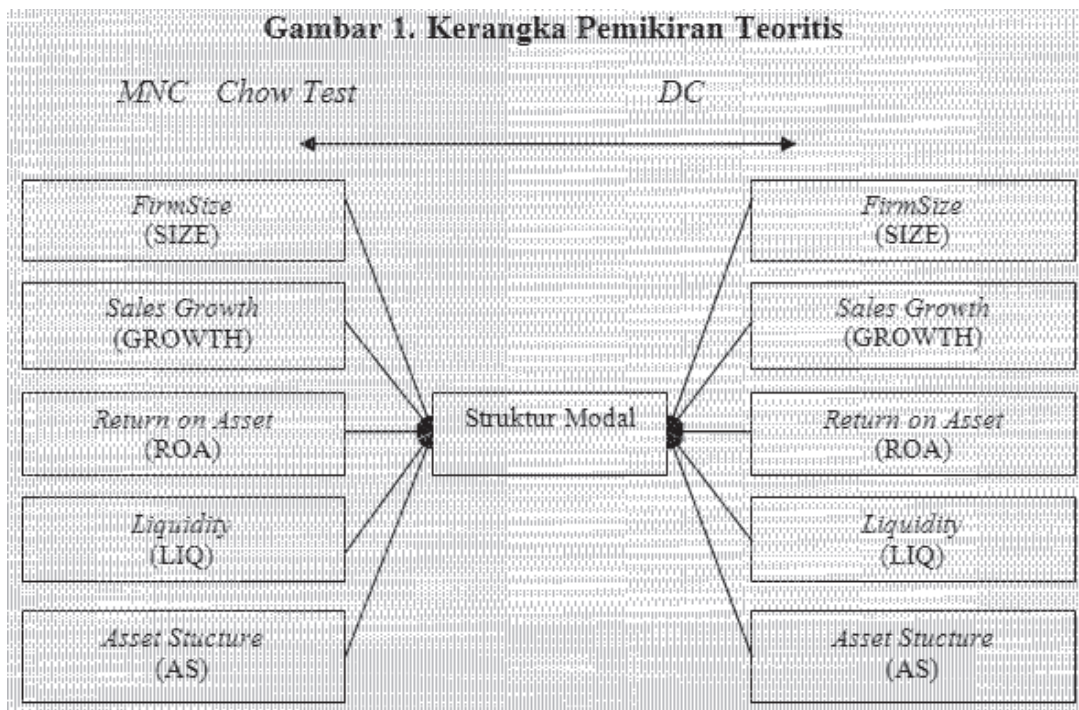 Gambar 1. Kerangka Pemikiran Teoritis
MNC Chow Test DC
FirmSize
(SIZE)
Sales Growth
(GROWTH)
Return on Asset
(ROA)
Liquidity
(LIQ)
Asset Stucture
(AS)
Struktur Modal
FirmSize
(SIZE)
Sales Growth
(GROWTH)
Return on Asset
(ROA)
Liquidity
(LIQ)
Asset Stucture
(AS)